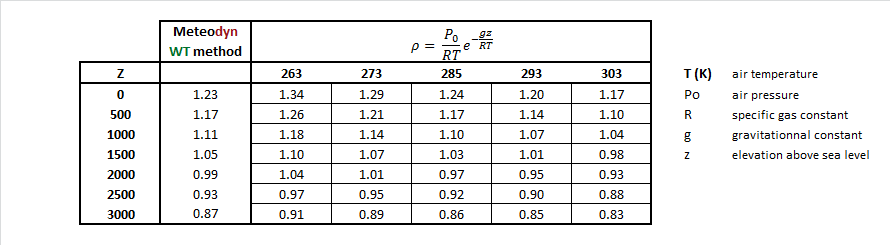 Meteodyn
WT method
ρ = P₀/RT e^(-gz/RT)
Z 263 273 285 293 303
0 1.23 1.34 1.29 1.24 1.20 1.17
500 1.17 1.26 1.21 1.17 1.14 1.10
1000 1.11 1.18 1.14 1.10 1.07 1.04
1500 1.05 1.10 1.07 1.03 1.01 0.98
2000 0.99 1.04 1.01 0.97 0.95 0.93
2500 0.93 0.97 0.95 0.92 0.90 0.88
3000 0.87 0.91 0.89 0.86 0.85 0.83
T (K) air temperature
Po air pressure
R specific gas constant
g gravitationnal constant
z elevation above sea level